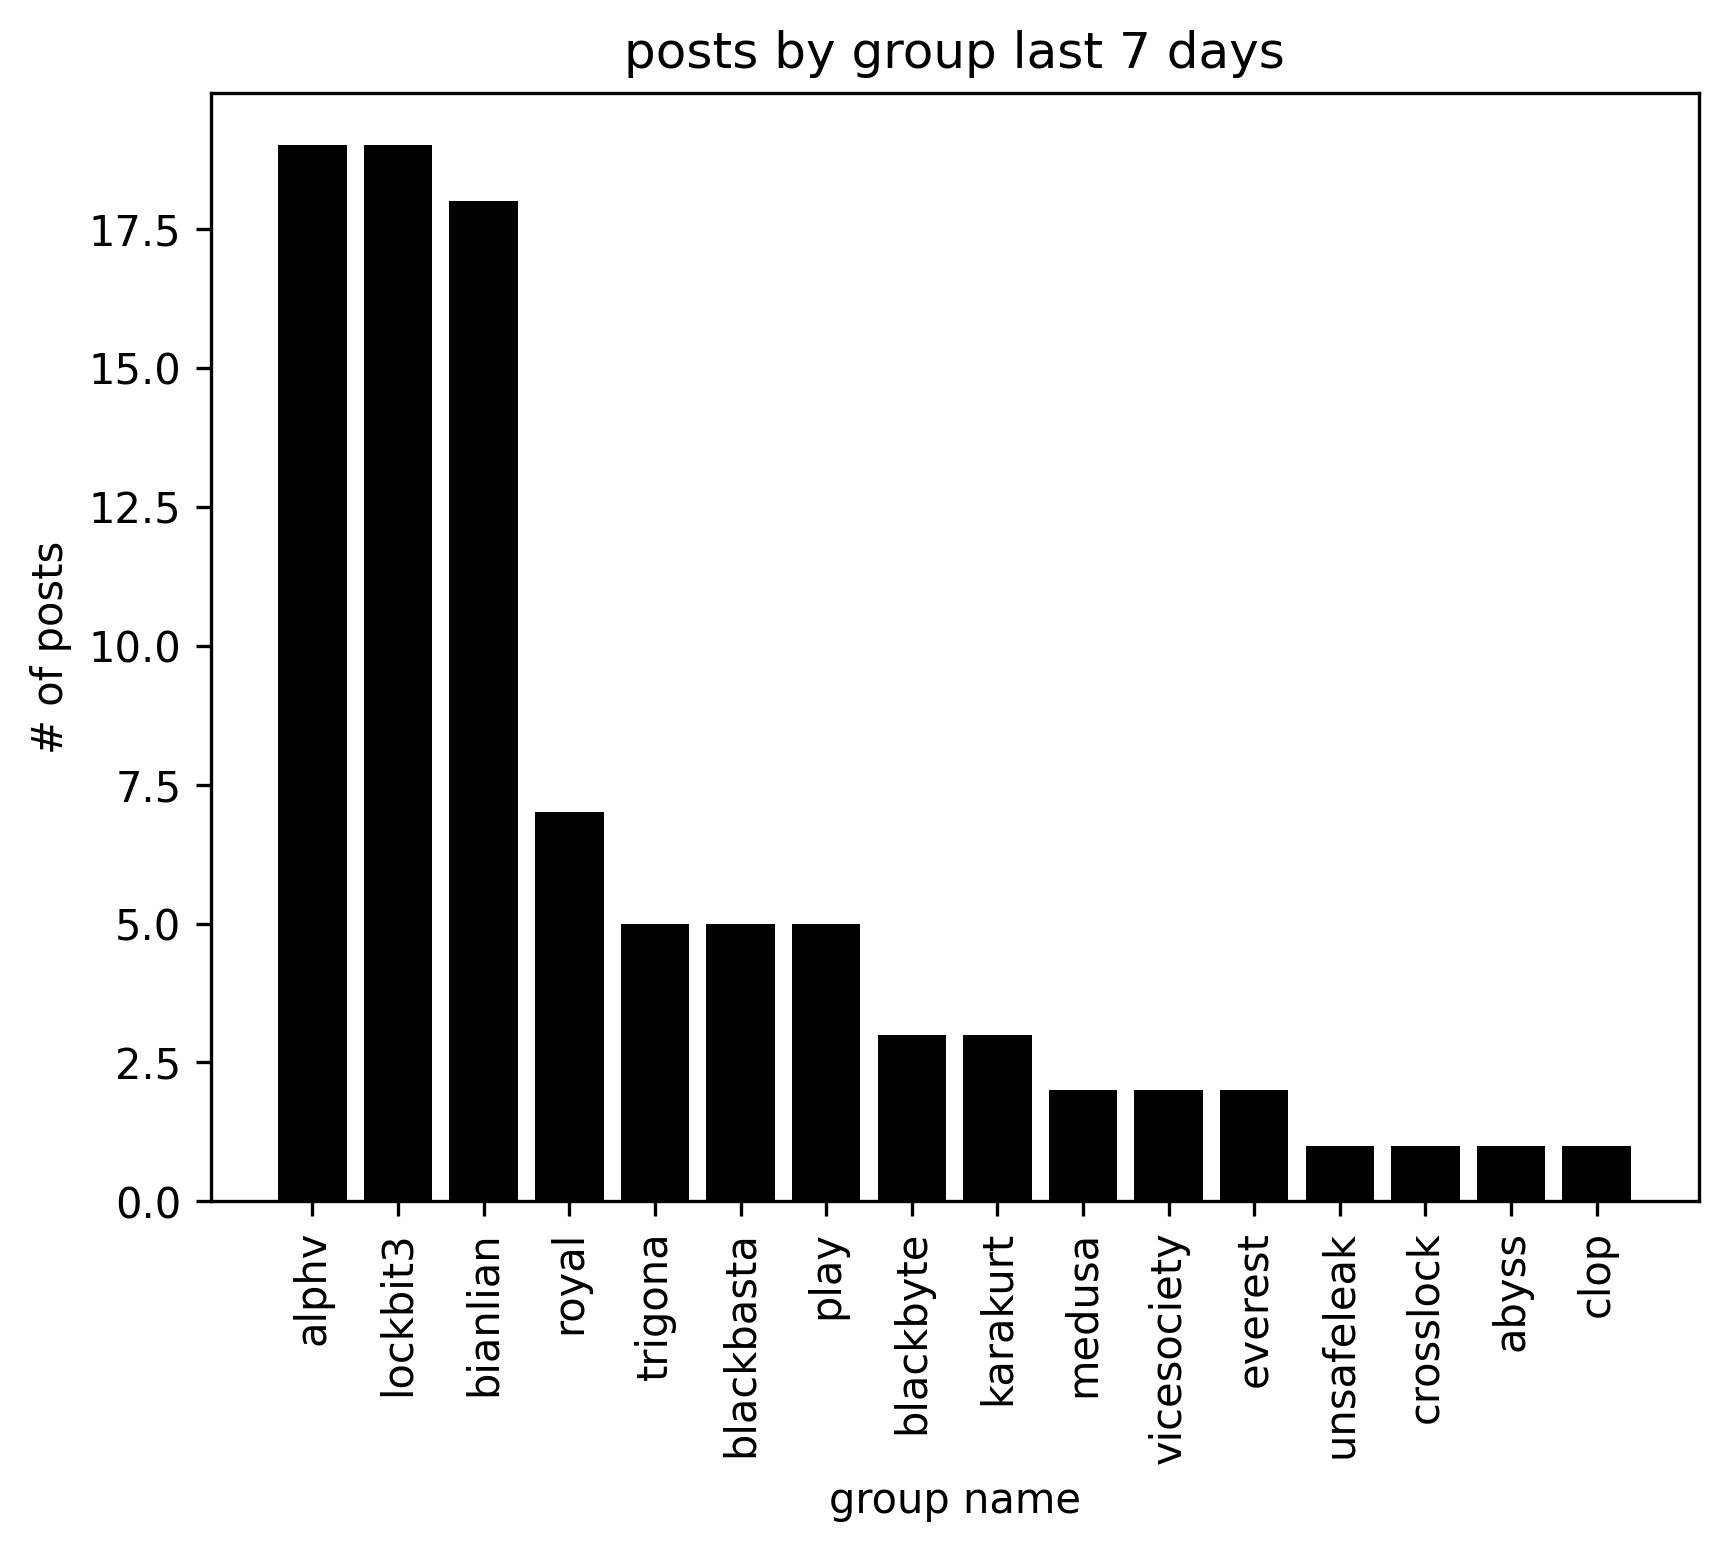 posts by group last 7 days
# of posts
17.5
15.0
12.5
10.0
7.5
5.0
2.5
0.0
alphv
lockbit3
bianlian
royal
trigona
blackbasta
play
blackbyte
karakurt
medusa
vicesociety
everest
unsafeleak
crosslock
abyss
clop
group name